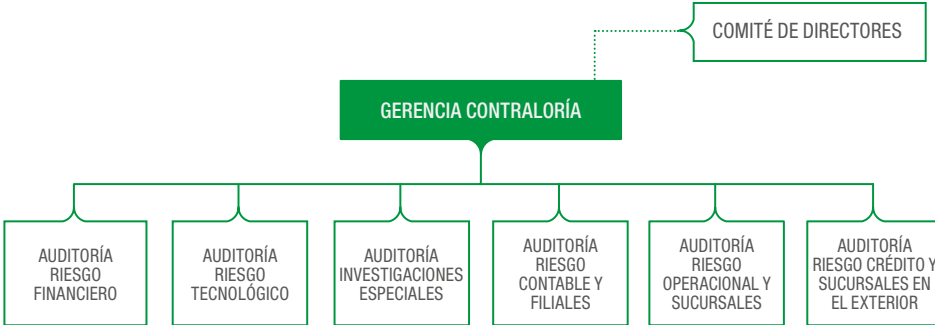 COMITÉ DE DIRECTORES
GERENCIA CONTRALORÍA
AUDITORÍA
RIESGO
FINANCIERO
AUDITORÍA
RIESGO
TECNOLÓGICO
AUDITORÍA
INVESTIGACIONES
ESPECIALES
AUDITORÍA
RIESGO
CONTABLE Y
FILIALES
AUDITORÍA
RIESGO
OPERACIONAL Y
SUCURSALES
AUDITORÍA
RIESGO CRÉDITO Y
SUCURSALES EN
EL EXTERIOR